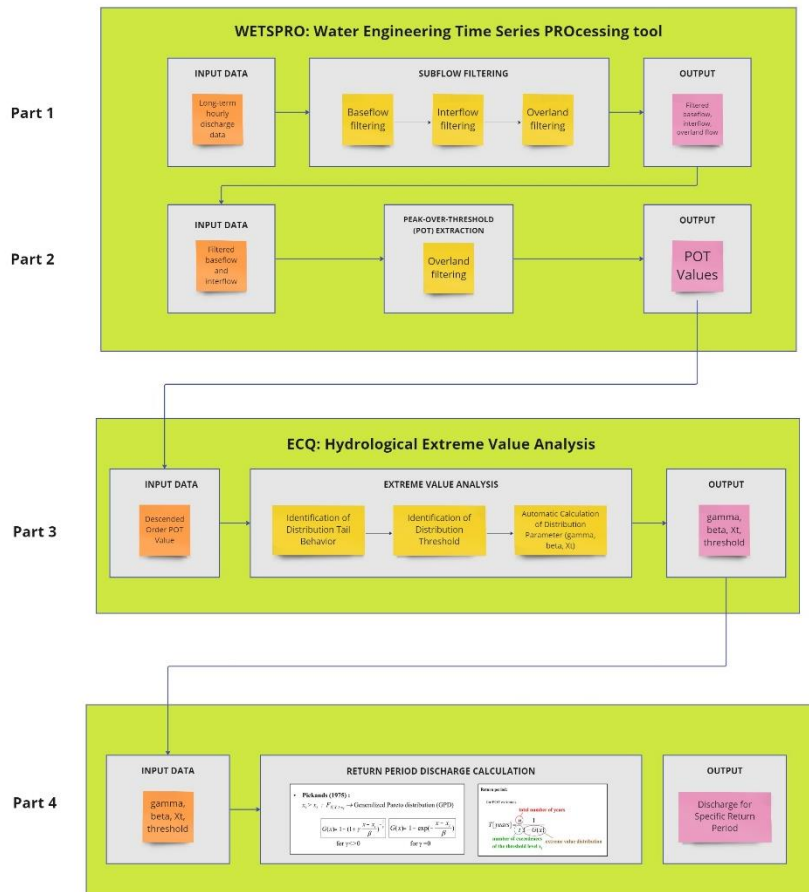 WETSPRO: Water Engineering Time Series PROcessing tool
Part 1
INPUT DATA
Long-term
hourly
discharge
data
SUBFLOW FILTERING
Baseflow
filtering
Interflow
filtering
Overland
filtering
OUTPUT
Filtered
baseflow,
interflow,
overland flow
Part 2
INPUT DATA
Filtered
baseflow
and
interflow
PEAK-OVER-THRESHOLD
(POT) EXTRACTION
Overland
filtering
OUTPUT
POT
Values
ECQ: Hydrological Extreme Value Analysis
Part 3
INPUT DATA
Descended
Order POT
Value
EXTREME VALUE ANALYSIS
Identification of
Distribution Tail
Behavior
Identification of
Distribution
Threshold
Automatic Calculation
of Distribution
Parameter (gamma,
beta, Xt)
OUTPUT
gamma,
beta, Xt,
threshold
Part 4
INPUT DATA
gamma,
beta, Xt,
threshold
RETURN PERIOD DISCHARGE CALCULATION
• Pickands (1975) :
→ Generalized Pareto distribution (GPD)
for γ<>0
for γ=0
Return period:
total number of years
T[years]
extreme value distribution
number of exceedances
of the threshold level
OUTPUT
Discharge for
Specific Return
Period